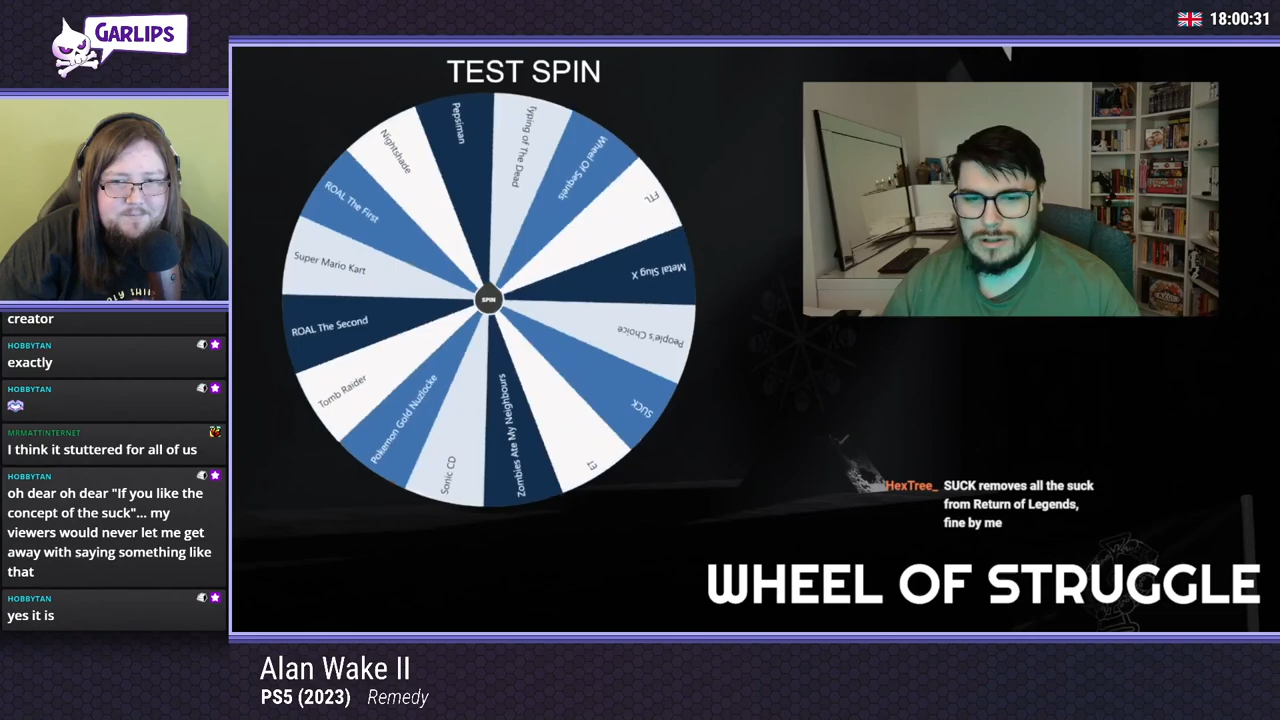 GARLIPS
18:00:31
TEST SPIN
Pepsiman
Typing of The Dead
Wheel Of Sequels
FTL
Metal Slug X
People's Choice
SUCK
13
Zombies Ate My Neighbours
Sonic CD
Pokemon Gold Nuzlocke
Tomb Raider
ROAL The Second
Super Mario Kart
ROAL The First
Nightshade
SPIN
creator
HOBBYTAN
exactly
HOBBYTAN
MRMATTINTERNET
I think it stuttered for all of us
HOBBYTAN
oh dear oh dear "If you like the
concept of the suck"... my
viewers would never let me get
away with saying something like
that
HOBBYTAN
yes it is
HexTree_ SUCK removes all the suck
from Return of Legends,
fine by me
WHEEL OF STRUGGLE
Alan Wake II
PS5 (2023) Remedy